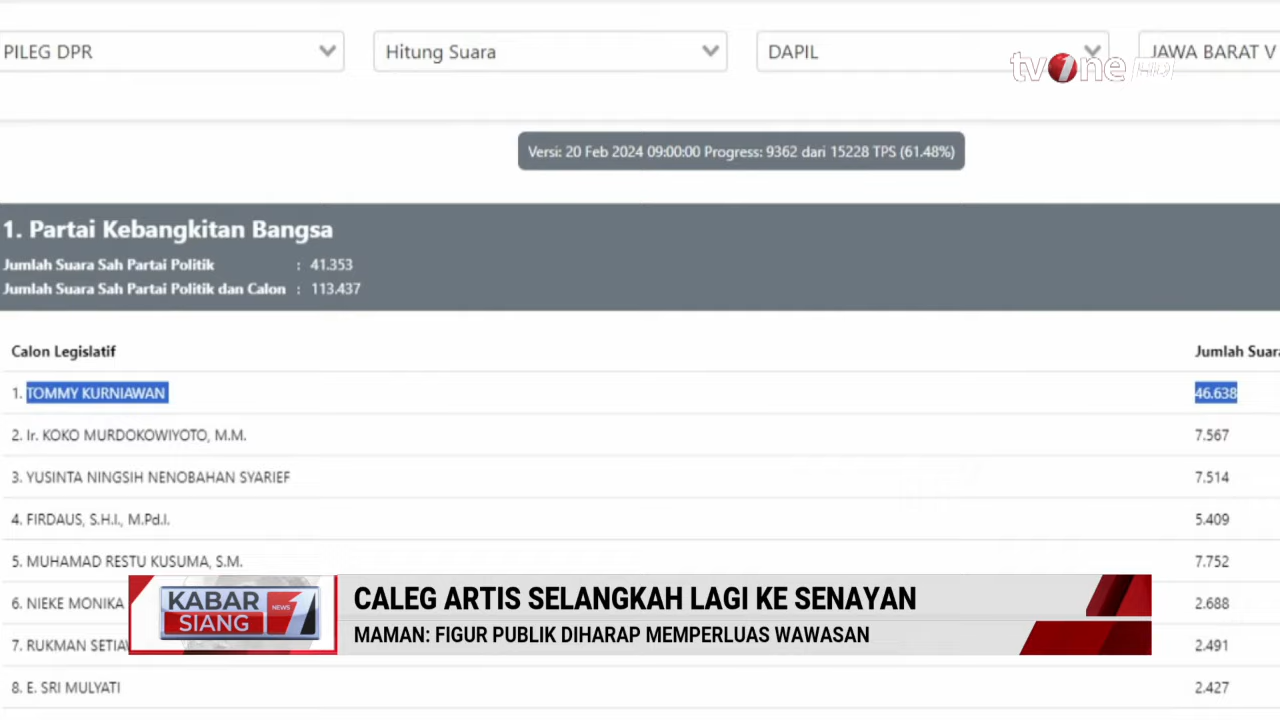 PILEG DPR
Hitung Suara
DAPIL
JAWA BARAT V
tvOne HD
Versi: 20 Feb 2024 09:00:00 Progress: 9362 dari 15228 TPS (61.48%)
1. Partai Kebangkitan Bangsa
Jumlah Suara Sah Partai Politik : 41.353
Jumlah Suara Sah Partai Politik dan Calon : 113.437
Calon Legislatif Jumlah Suara
1. TOMMY KURNIAWAN 46.638
2. Ir. KOKO MURDOKOWIYOTO, M.M. 7.567
3. YUSINTA NINGSIH NENOBAHAN SYARIEF 7.514
4. FIRDAUS, S.H.I., M.Pd.I. 5.409
5. MUHAMAD RESTU KUSUMA, S.M. 7.752
6. NIEKE MONIKA 2.688
7. RUKMAN 2.491
8. E. SRI MULYATI 2.427
KABAR
SIANG
NEWS 1
CALEG ARTIS SELANGKAH LAGI KE SENAYAN
MAMAN: FIGUR PUBLIK DIHARAP MEMPERLUAS WAWASAN